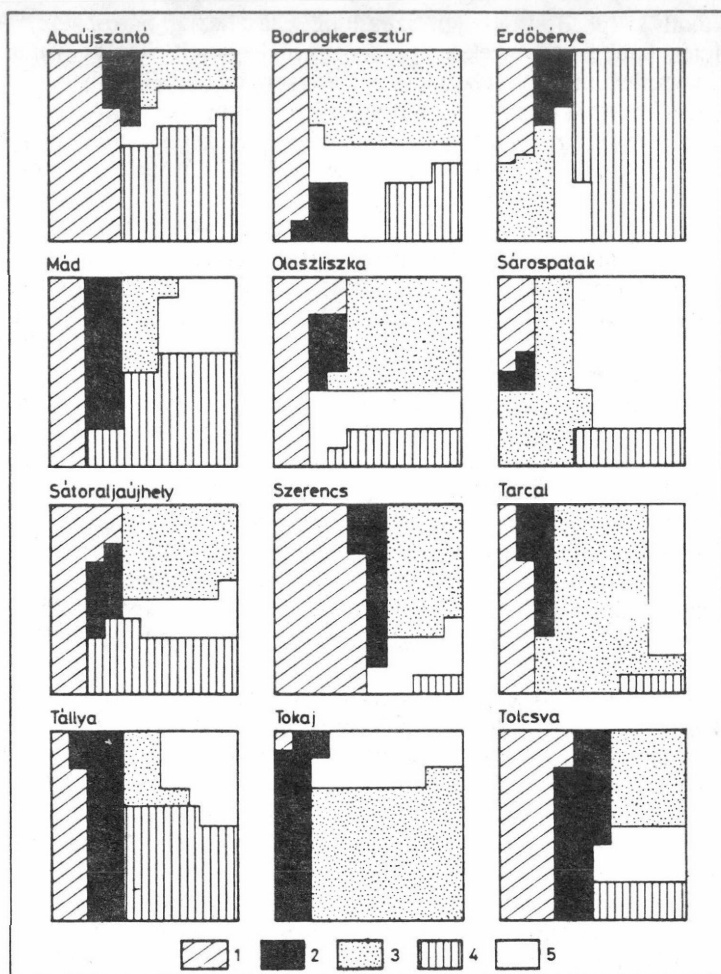 Abaújszántó Bodrogkeresztúr Erdőbénye
Mád Olaszliszka Sárospatak
Sátoraljaújhely Szerencs Tarcal
Tállya Tokaj Tolcsva
1 2 3 4 5